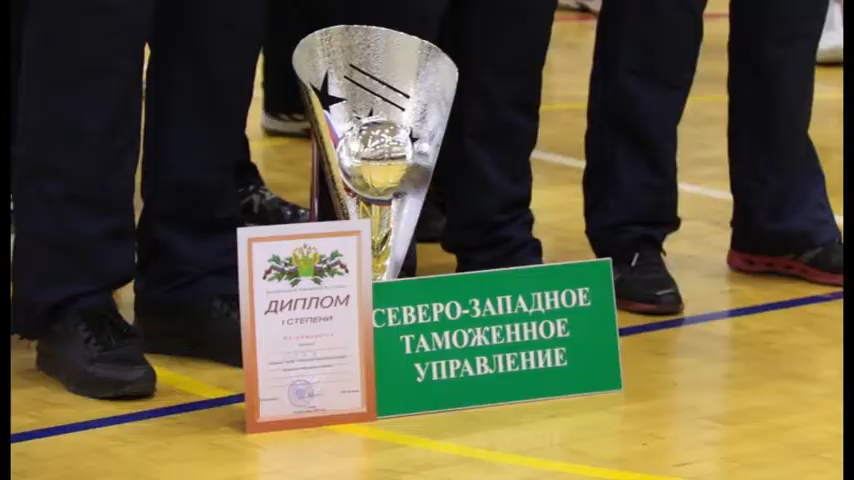 ДИПЛОМ
I СТЕПЕНИ
СЕВЕРО-ЗАПАДНОЕ
ТАМОЖЕННОЕ
УПРАВЛЕНИЕ